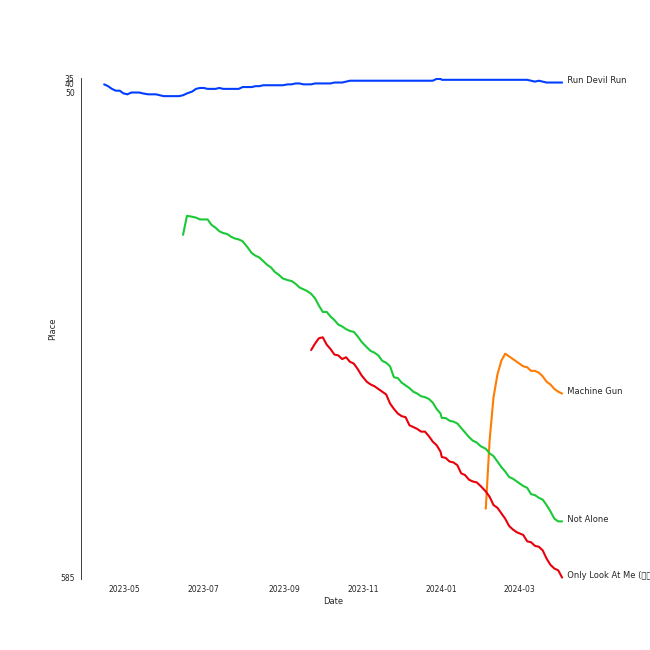 35
40
50
585
Place
Run Devil Run
Machine Gun
Not Alone
Only Look At Me (
2023-05 2023-07 2023-09 2023-11 2024-01 2024-03
Date